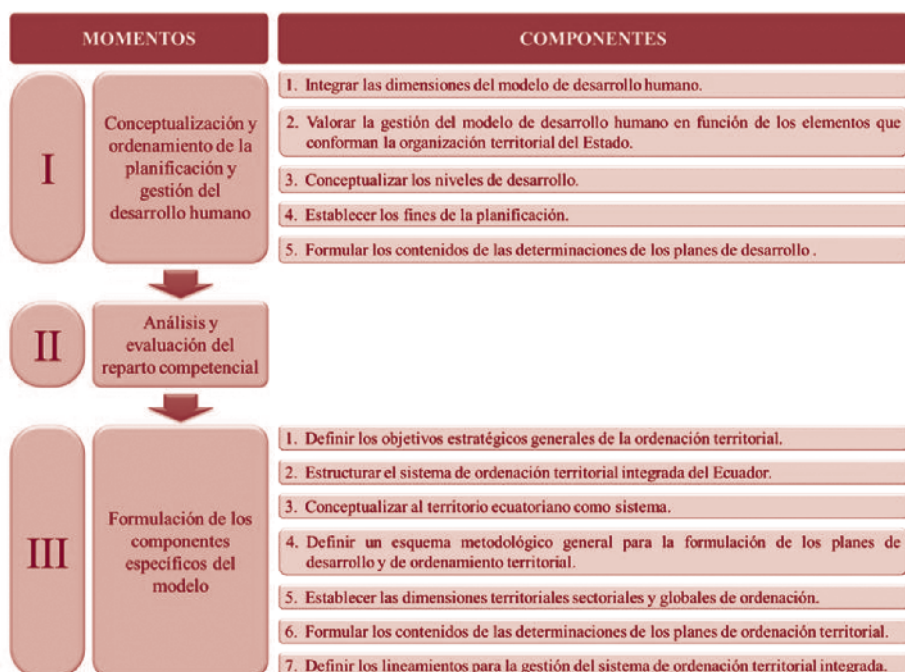 MOMENTOS
COMPONENTES
I
Conceptualización y
ordenamiento de la
planificación y
gestión del
desarrollo humano
1. Integrar las dimensiones del modelo de desarrollo humano.
2. Valorar la gestión del modelo de desarrollo humano en función de los elementos que
conforman la organización territorial del Estado.
3. Conceptualizar los niveles de desarrollo.
4. Establecer los fines de la planificación.
5. Formular los contenidos de las determinaciones de los planes de desarrollo .
II
Análisis y
evaluación del
reparto competencial
III
Formulación de los
componentes
específicos del
modelo
1. Definir los objetivos estratégicos generales de la ordenación territorial.
2. Estructurar el sistema de ordenación territorial integrada del Ecuador.
3. Conceptualizar al territorio ecuatoriano como sistema.
4. Definir un esquema metodológico general para la formulación de los planes de
desarrollo y de ordenamiento territorial.
5. Establecer las dimensiones territoriales sectoriales y globales de ordenación.
6. Formular los contenidos de las determinaciones de los planes de ordenación territorial.
7. Definir los lineamientos para la gestión del sistema de ordenación territorial integrada.